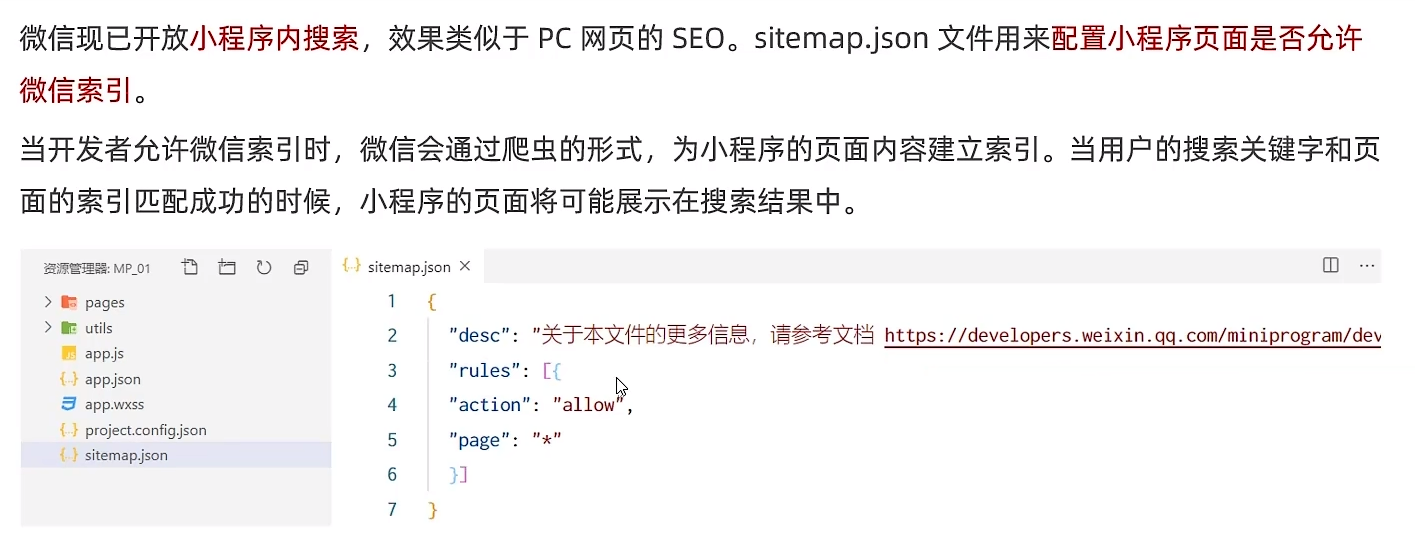 微信现已开放小程序内搜索，效果类似于 PC 网页的 SEO。sitemap.json 文件用来配置小程序页面是否允许
微信索引。
当开发者允许微信索引时，微信会通过爬虫的形式，为小程序的页面内容建立索引。当用户的搜索关键字和页
面的索引匹配成功的时候，小程序的页面将可能展示在搜索结果中。
资源管理器: MP_01
pages
utils
app.js
app.json
app.wxss
project.config.json
sitemap.json
sitemap.json
1 {
2 "desc": "关于本文件的更多信息，请参考文档 https://developers.weixin.qq.com/miniprogram/dev
3 "rules": [{
4 "action": "allow",
5 "page": "*"
6 }]
7 }